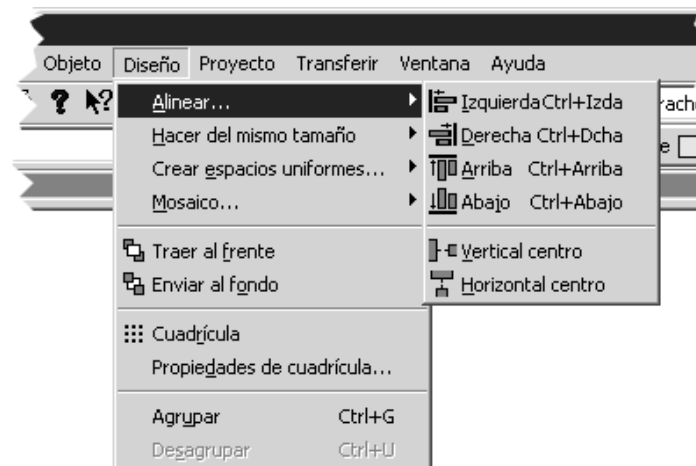 Objeto Diseño Proyecto Transferir Ventana Ayuda
Alinear...
Hacer del mismo tamaño
Crear espacios uniformes...
Mosaico...
Traer al frente
Enviar al fondo
Cuadrícula
Propiedades de cuadrícula...
Agrupar Ctrl+G
Desagrupar Ctrl+U
Izquierda Ctrl+Izda
Derecha Ctrl+Dcha
Arriba Ctrl+Arriba
Abajo Ctrl+Abajo
Vertical centro
Horizontal centro